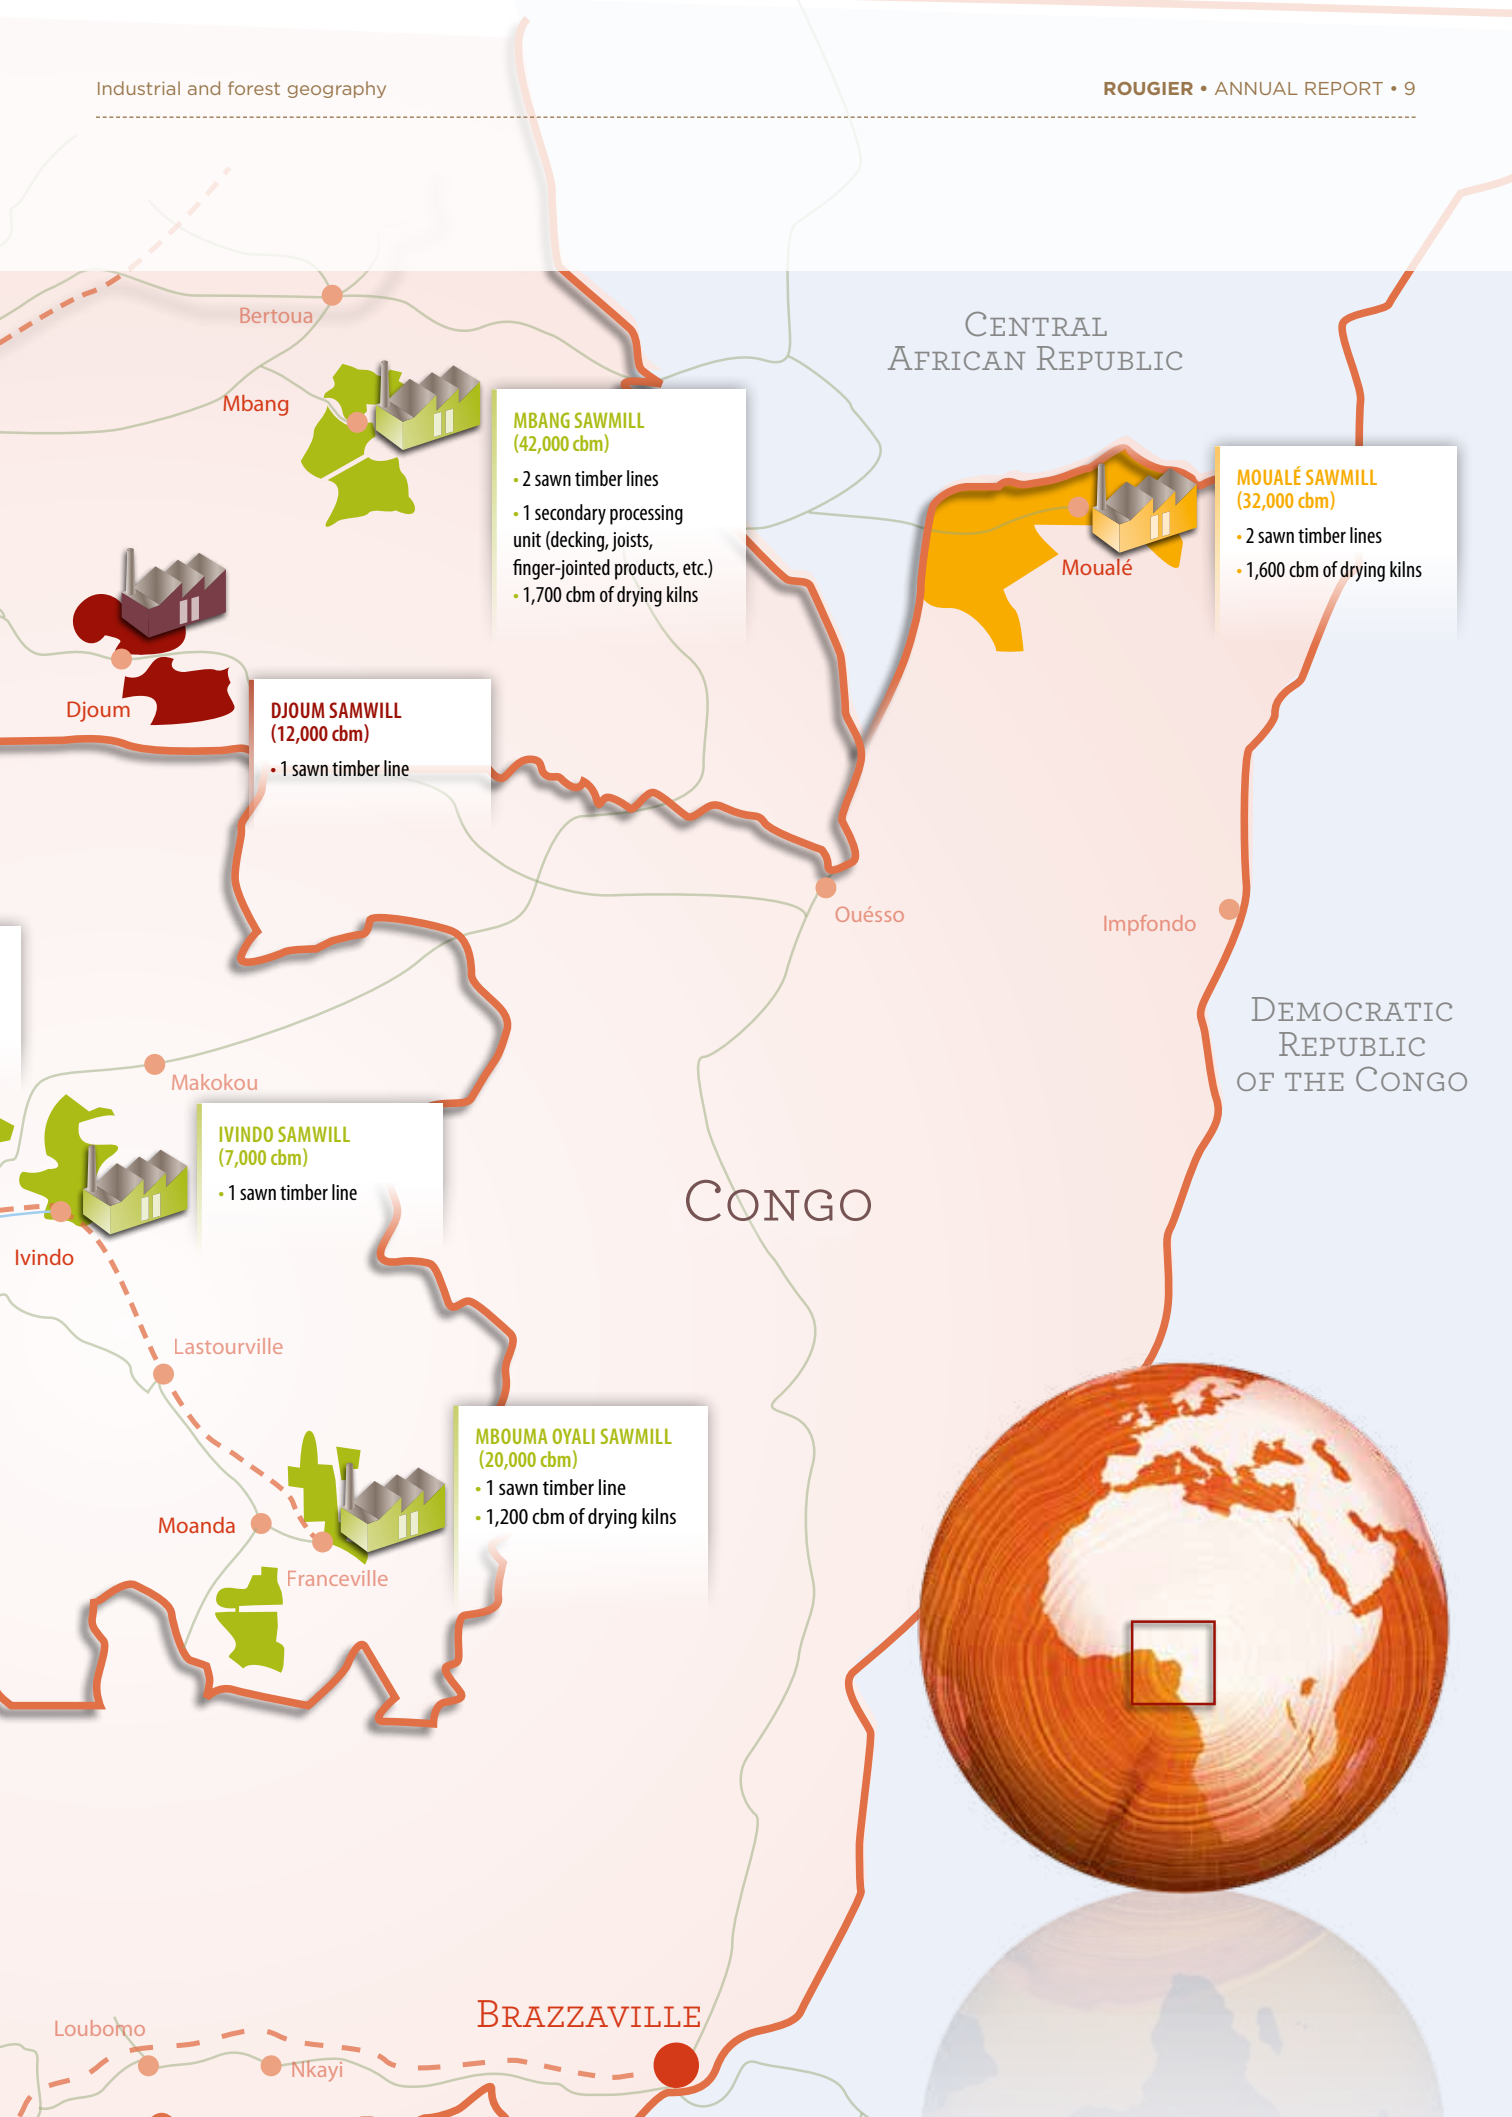 Industrial and forest geography
ROUGIER • ANNUAL REPORT • 9
Bertoua
CENTRAL
AFRICAN REPUBLIC
Mbang
MBANG SAWMILL
(42,000 cbm)
• 2 sawn timber lines
• 1 secondary processing
unit (decking, joists,
finger-jointed products, etc.)
• 1,700 cbm of drying kilns
MOUALÉ SAWMILL
(32,000 cbm)
• 2 sawn timber lines
• 1,600 cbm of drying kilns
Moualé
Djoum
DJOUM SAMWILL
(12,000 cbm)
• 1 sawn timber line
Ouésso
Impfondo
DEMOCRATIC
REPUBLIC
OF THE CONGO
Makokou
IVINDO SAMWILL
(7,000 cbm)
• 1 sawn timber line
CONGO
Ivindo
Lastourville
MBOUMA OYALI SAWMILL
(20,000 cbm)
• 1 sawn timber line
• 1,200 cbm of drying kilns
Moanda
Franceville
BRAZZAVILLE
Loubomo
Nkayi